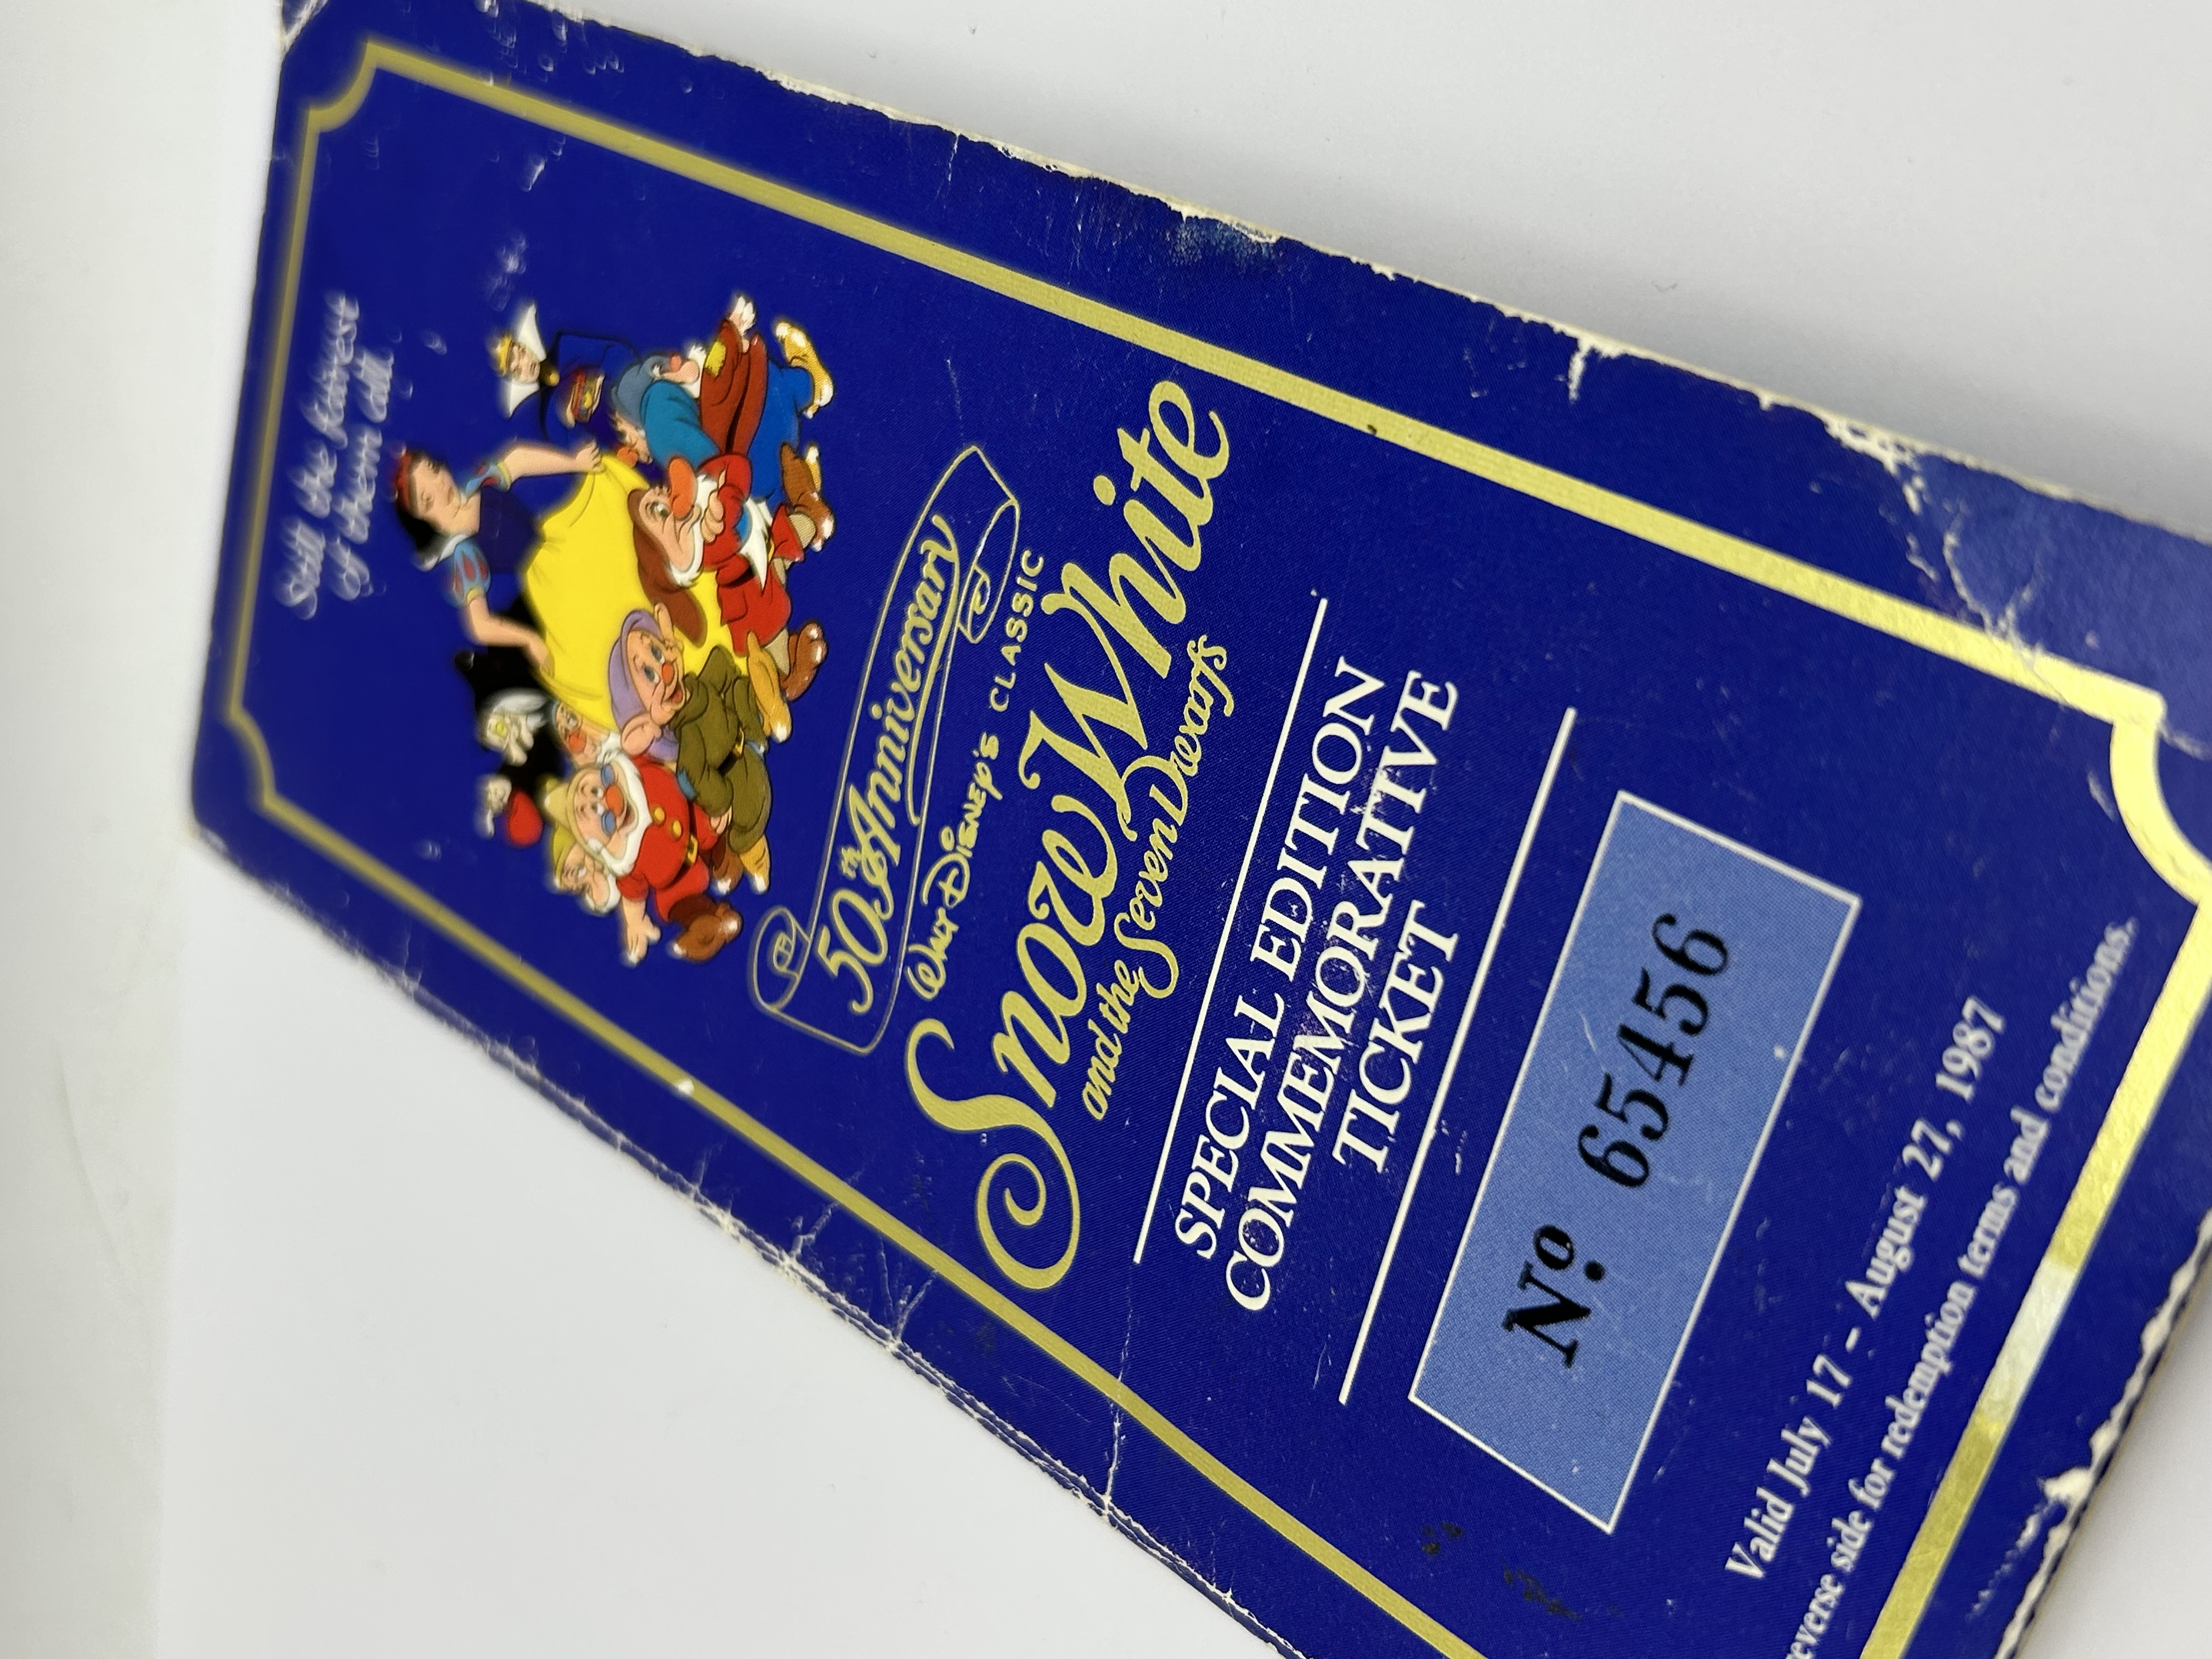 Still the fairest
of them all
50th Anniversary
WALT DISNEY'S CLASSIC
Snow White
and the Seven Dwarfs
SPECIAL EDITION
COMMEMORATIVE
TICKET
Nº 65456
Valid July 17 – August 27, 1987
reverse side for redemption terms and conditions.